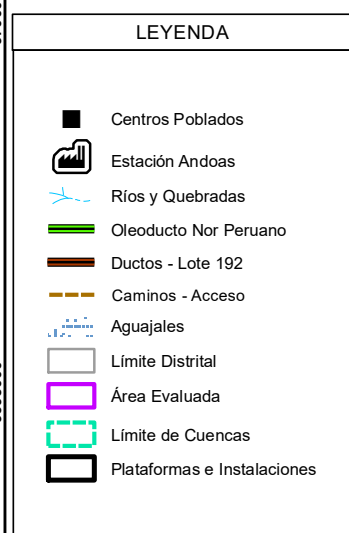 LEYENDA
Centros Poblados
Estación Andoas
Ríos y Quebradas
Oleoducto Nor Peruano
Ductos - Lote 192
Caminos - Acceso
Aguajales
Límite Distrital
Área Evaluada
Límite de Cuencas
Plataformas e Instalaciones